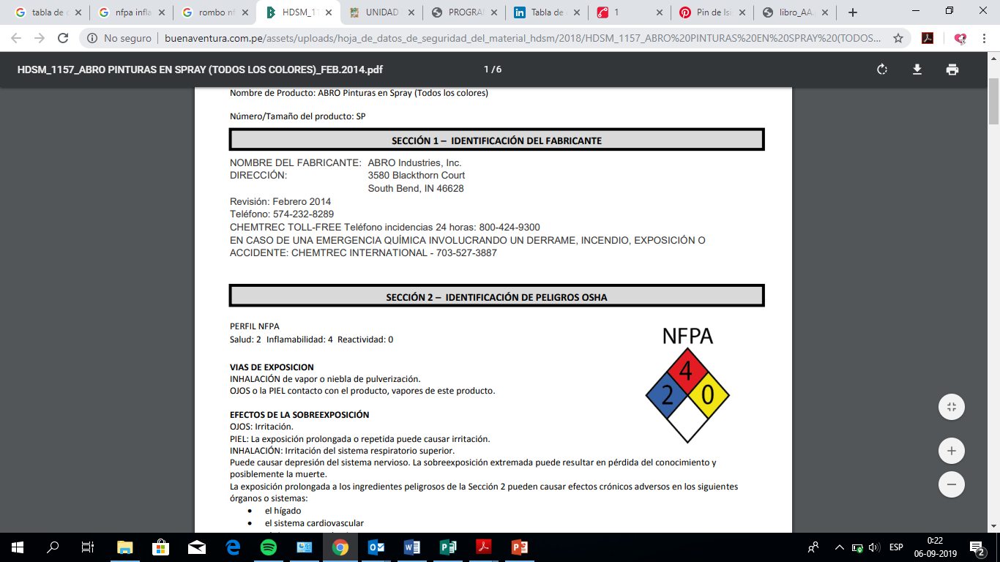 tabla de c
nfpa infla
rombo nf
HDSM_11
UNIDAD
PROGRAM
Tabla de
1
Pin de Isi
libro_AA.
No seguro
buenaventura.com.pe/assets/uploads/hoja_de_datos_de_seguridad_del_material_hdsm/2018/HDSM_1157_ABRO%20PINTURAS%20EN%20SPRAY%20(TODOS...
HDSM_1157_ABRO PINTURAS EN SPRAY (TODOS LOS COLORES)_FEB.2014.pdf
1 / 6
Nombre de Producto: ABRO Pinturas en Spray (Todos los colores)
Número/Tamaño del producto: SP
SECCIÓN 1 – IDENTIFICACIÓN DEL FABRICANTE
NOMBRE DEL FABRICANTE: ABRO Industries, Inc.
DIRECCIÓN: 3580 Blackthorn Court
South Bend, IN 46628
Revisión: Febrero 2014
Teléfono: 574-232-8289
CHEMTREC TOLL-FREE Teléfono incidencias 24 horas: 800-424-9300
EN CASO DE UNA EMERGENCIA QUÍMICA INVOLUCRANDO UN DERRAME, INCENDIO, EXPOSICIÓN O
ACCIDENTE: CHEMTREC INTERNATIONAL - 703-527-3887
SECCIÓN 2 – IDENTIFICACIÓN DE PELIGROS OSHA
PERFIL NFPA
Salud: 2 Inflamabilidad: 4 Reactividad: 0
NFPA
4
2 0
VIAS DE EXPOSICION
INHALACIÓN de vapor o niebla de pulverización.
OJOS o la PIEL contacto con el producto, vapores de este producto.
EFECTOS DE LA SOBREEXPOSICIÓN
OJOS: Irritación.
PIEL: La exposición prolongada o repetida puede causar irritación.
INHALACIÓN: Irritación del sistema respiratorio superior.
Puede causar depresión del sistema nervioso. La sobreexposición extremada puede resultar en pérdida del conocimiento y
posiblemente la muerte.
La exposición prolongada a los ingredientes peligrosos de la Sección 2 pueden causar efectos crónicos adversos en los siguientes
órganos o sistemas:
• el hígado
• el sistema cardiovascular
ESP
0:22
06-09-2019
2